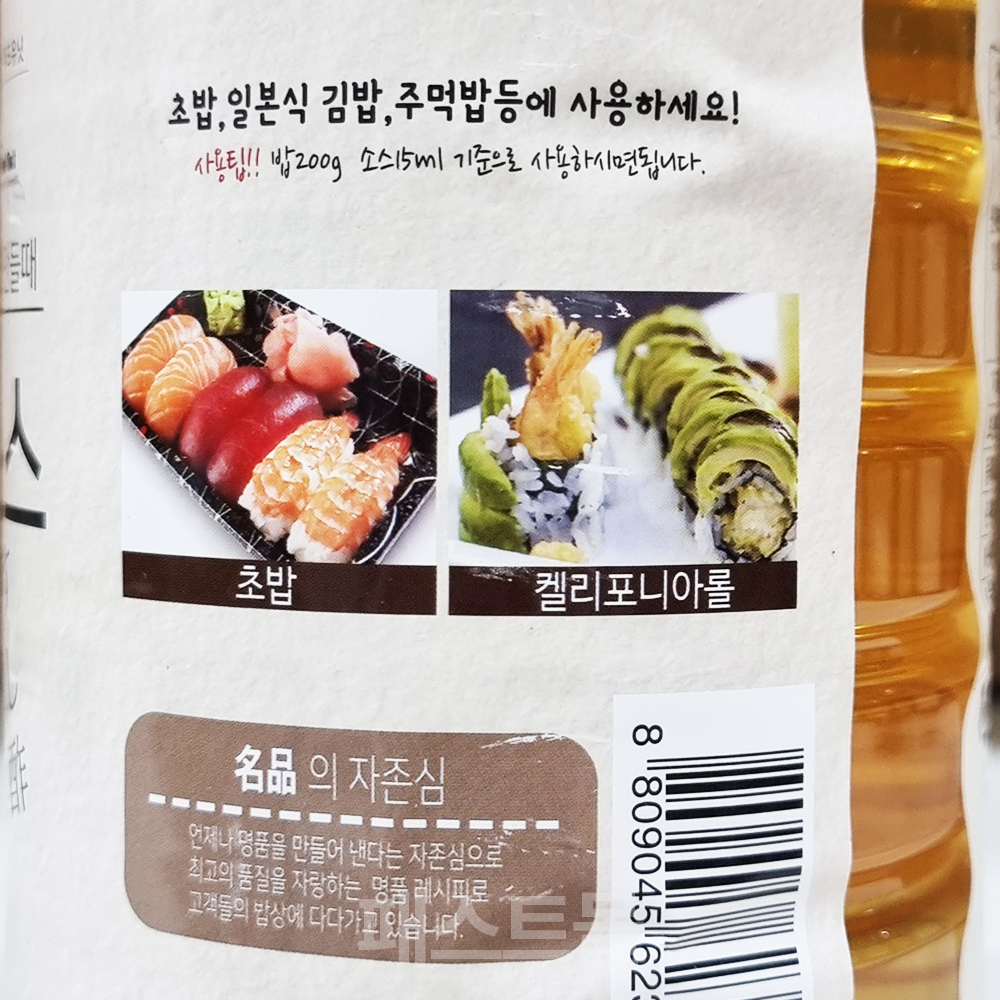 초밥,일본식 김밥,주먹밥등에 사용하세요!
사용팁!! 밥200g 소스15ml 기준으로 사용하시면됩니다.
초밥
켈리포니아롤
名品의 자존심
언제나 명품을 만들어 낸다는 자존심으로
최고의 품질을 자랑하는 명품 레시피로
고객들의 밥상에 다다가고 있습니다.
8 809045 623
패스트